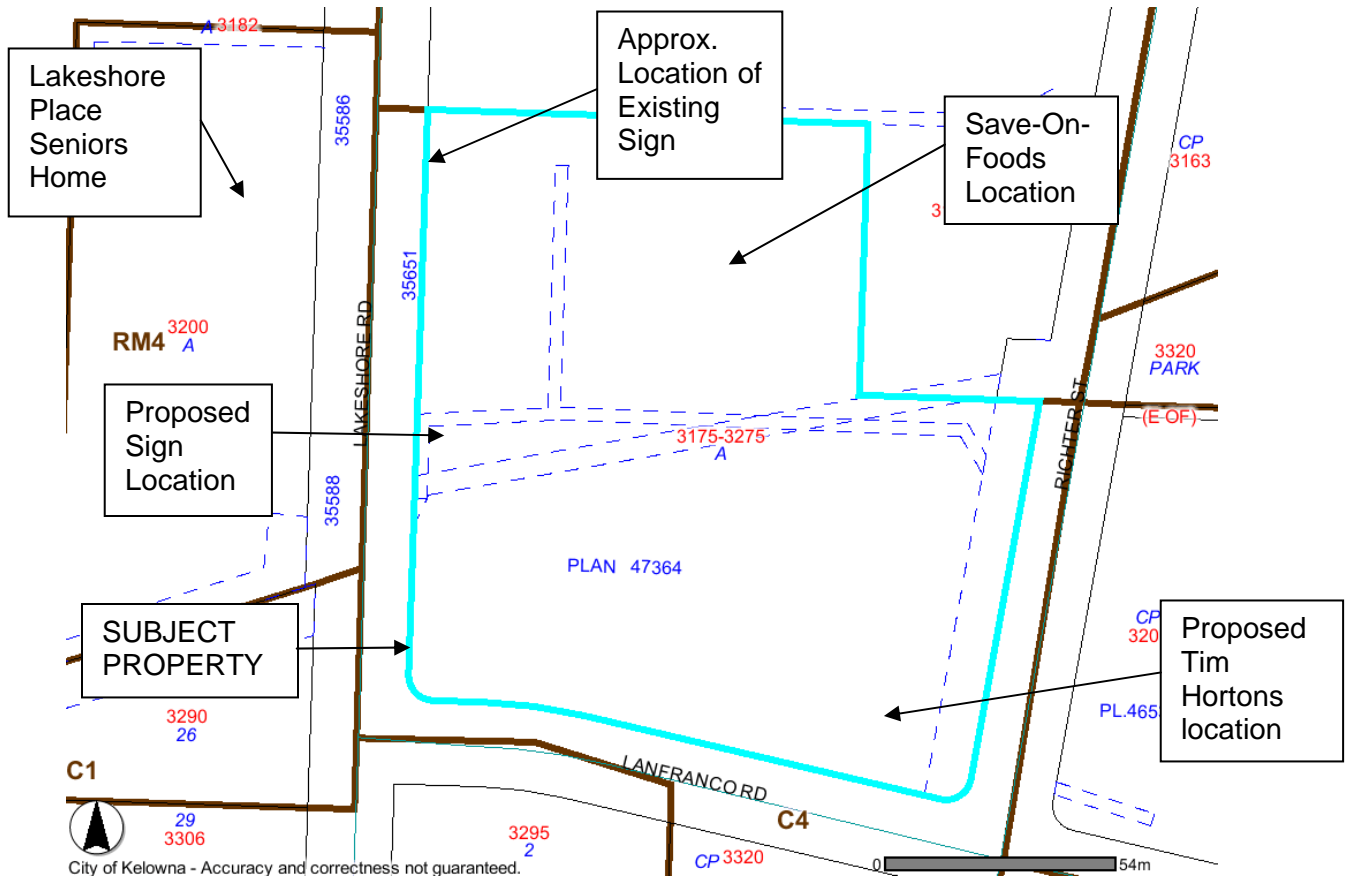 A 3182
Lakeshore
Place
Seniors
Home
35586
Approx.
Location of
Existing
Sign
Save-On-
Foods
Location
CP
3163
35651
LAKESHORE RD
RM4
3200
A
3320
PARK
(E OF)
RICHTER ST
Proposed
Sign
Location
3175-3275
A
35588
PLAN 47364
SUBJECT
PROPERTY
CP
Proposed
Tim
Hortons
location
PL.465
3290
26
C1
LANFRANCO RD
C4
29
3306
3295
2
CP 3320
City of Kelowna - Accuracy and correctness not guaranteed.
0 54m